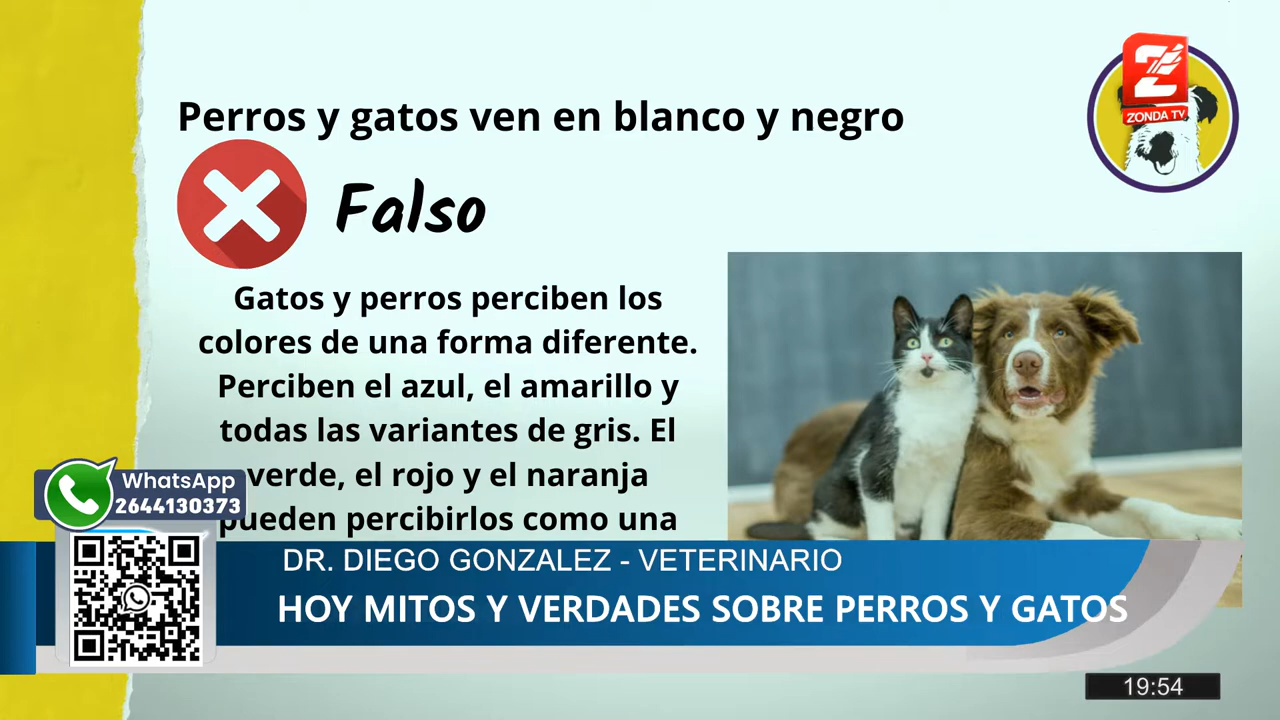 Perros y gatos ven en blanco y negro
ZONDA TV
Falso
Gatos y perros perciben los
colores de una forma diferente.
Perciben el azul, el amarillo y
todas las variantes de gris. El
verde, el rojo y el naranja
pueden percibirlos como una
WhatsApp
2644130373
DR. DIEGO GONZALEZ - VETERINARIO
HOY MITOS Y VERDADES SOBRE PERROS Y GATOS
19:54